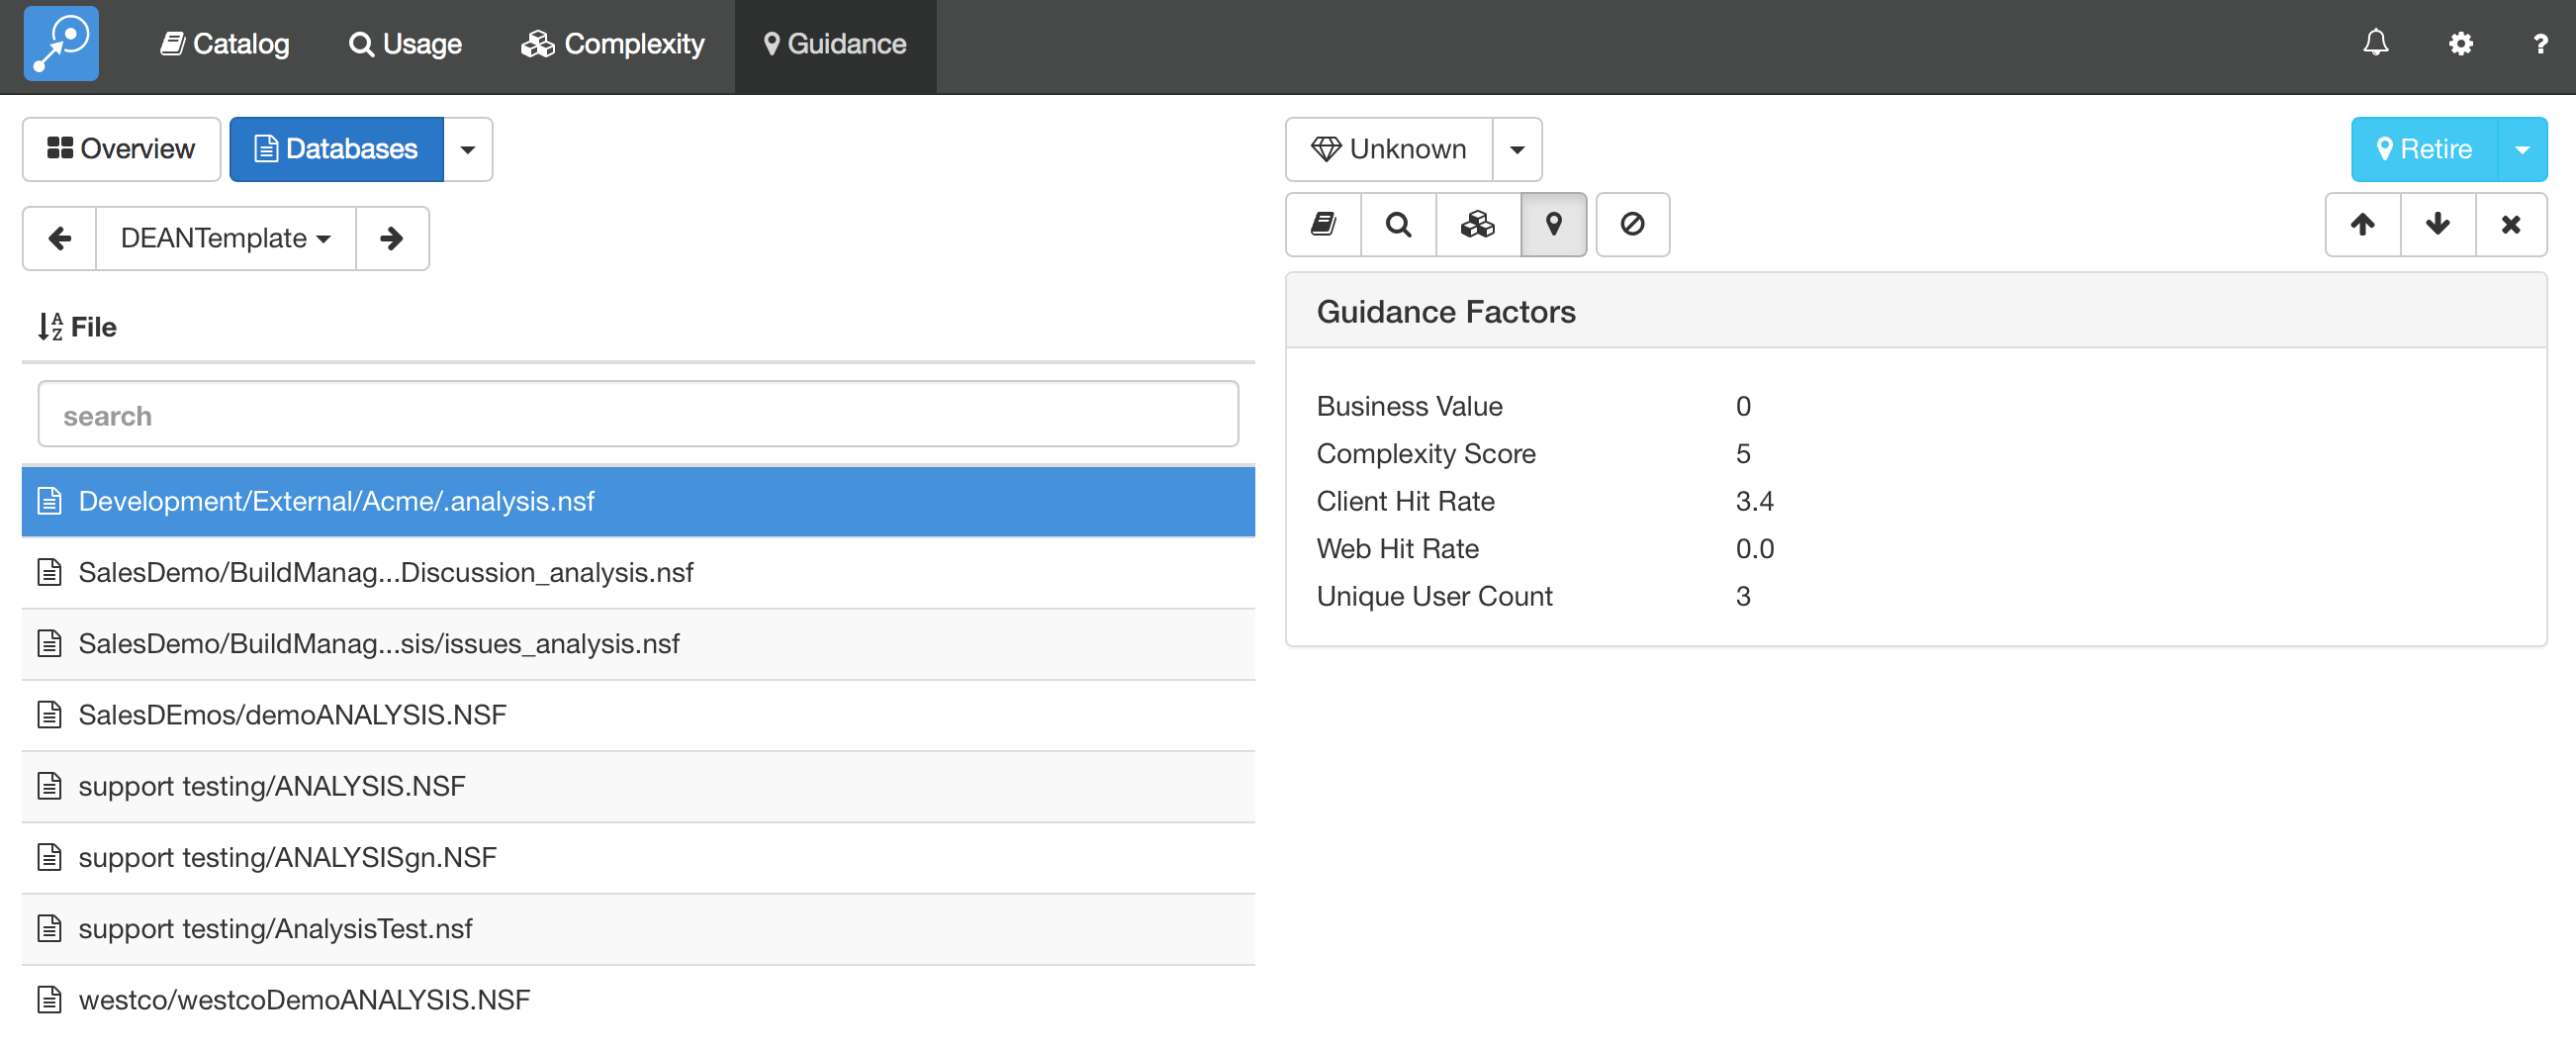 Catalog Usage Complexity Guidance ?
Overview Databases
Unknown
Retire
DEANTemplate
File
search
Development/External/Acme/.analysis.nsf
SalesDemo/BuildManag...Discussion_analysis.nsf
SalesDemo/BuildManag...sis/issues_analysis.nsf
SalesDEmos/demoANALYSIS.NSF
support testing/ANALYSIS.NSF
support testing/ANALYSISgn.NSF
support testing/AnalysisTest.nsf
westco/westcoDemoANALYSIS.NSF
Guidance Factors
Business Value 0
Complexity Score 5
Client Hit Rate 3.4
Web Hit Rate 0.0
Unique User Count 3